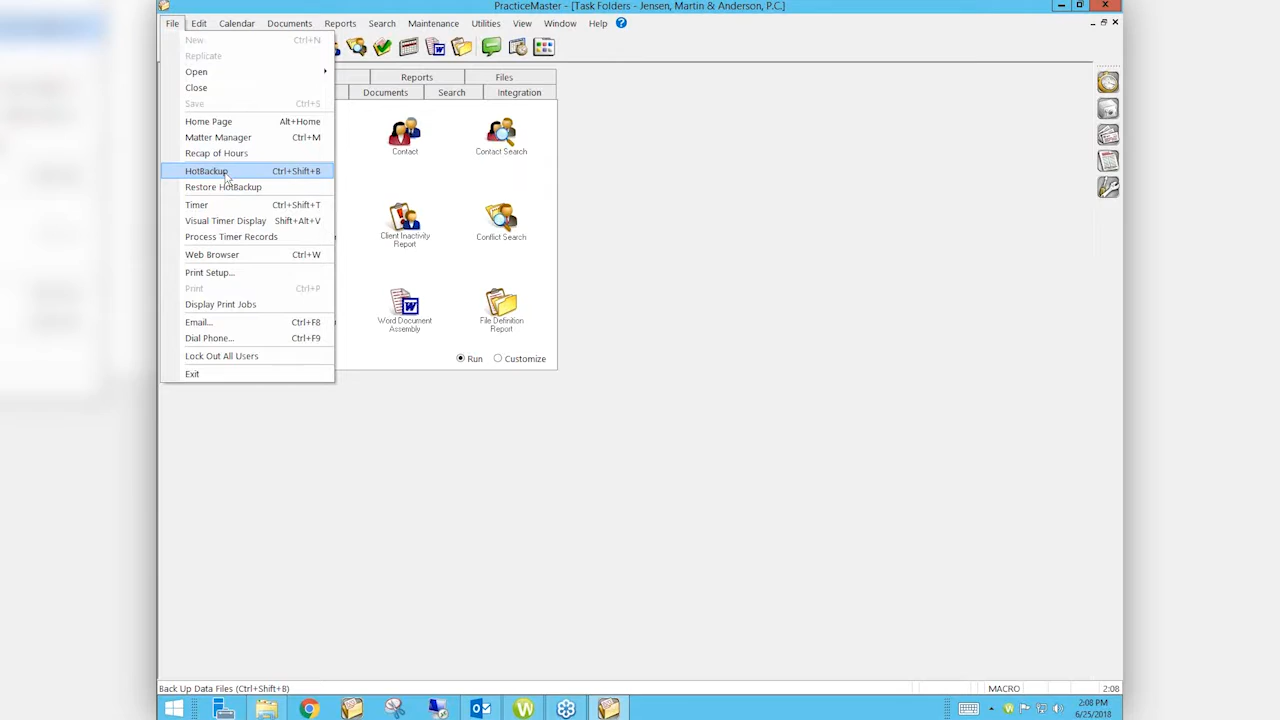 PracticeMaster - [Task Folders - Jensen, Martin & Anderson, P.C.]
File Edit Calendar Documents Reports Search Maintenance Utilities View Window Help
New Ctrl+N
Replicate
Open
Close
Save Ctrl+S
Home Page Alt+Home
Matter Manager Ctrl+M
Recap of Hours
HotBackup Ctrl+Shift+B
Restore HotBackup
Timer Ctrl+Shift+T
Visual Timer Display Shift+Alt+V
Process Timer Records
Web Browser Ctrl+W
Print Setup...
Print Ctrl+P
Display Print Jobs
Email... Ctrl+F8
Dial Phone... Ctrl+F9
Lock Out All Users
Exit
Reports Files
Documents Search Integration
Contact Contact Search
Client Inactivity
Report
Conflict Search
Word Document
Assembly
File Definition
Report
Run Customize
Back Up Data Files (Ctrl+Shift+B) MACRO 2:08
2:08 PM
6/25/2018